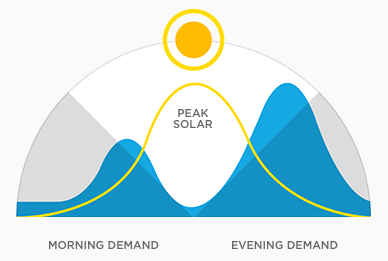 PEAK
SOLAR
MORNING DEMAND
EVENING DEMAND